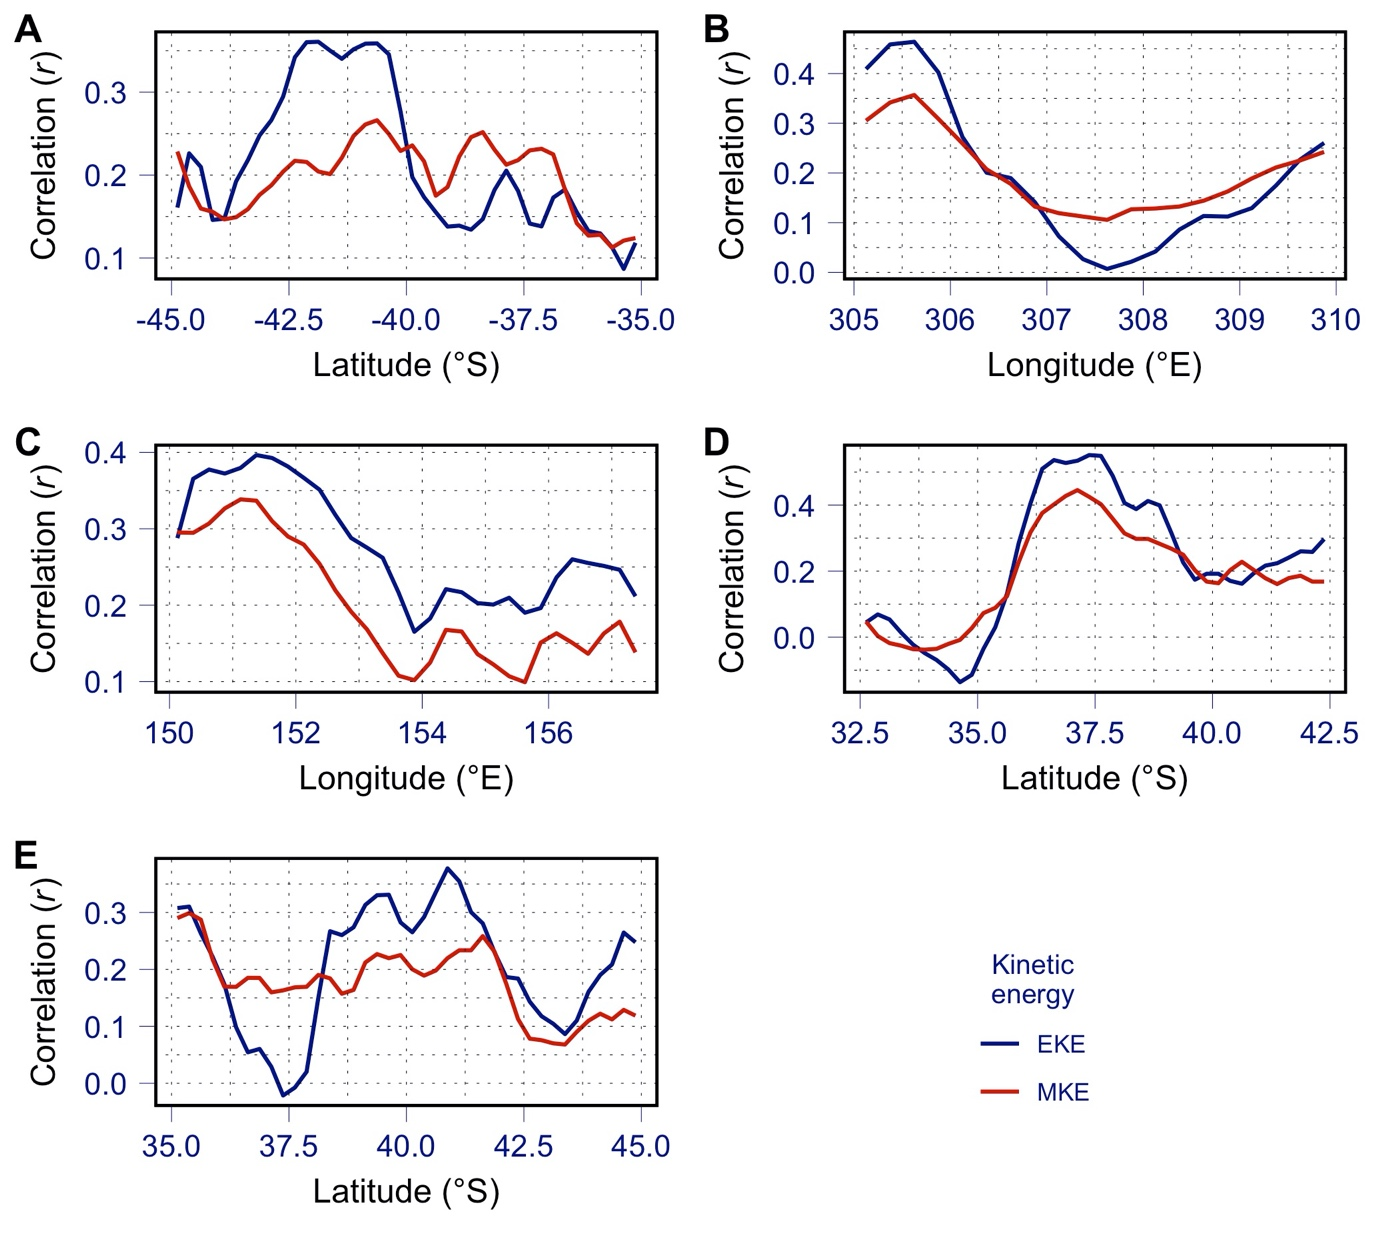 A
Correlation (r)
0.3
0.2
0.1
-45.0 -42.5 -40.0 -37.5 -35.0
Latitude (°S)
B
Correlation (r)
0.4
0.3
0.2
0.1
0.0
305 306 307 308 309 310
Longitude (°E)
C
Correlation (r)
0.4
0.3
0.2
0.1
150 152 154 156
Longitude (°E)
D
Correlation (r)
0.4
0.2
0.0
32.5 35.0 37.5 40.0 42.5
Latitude (°S)
E
Correlation (r)
0.3
0.2
0.1
0.0
35.0 37.5 40.0 42.5 45.0
Latitude (°S)
Kinetic
energy
EKE
MKE